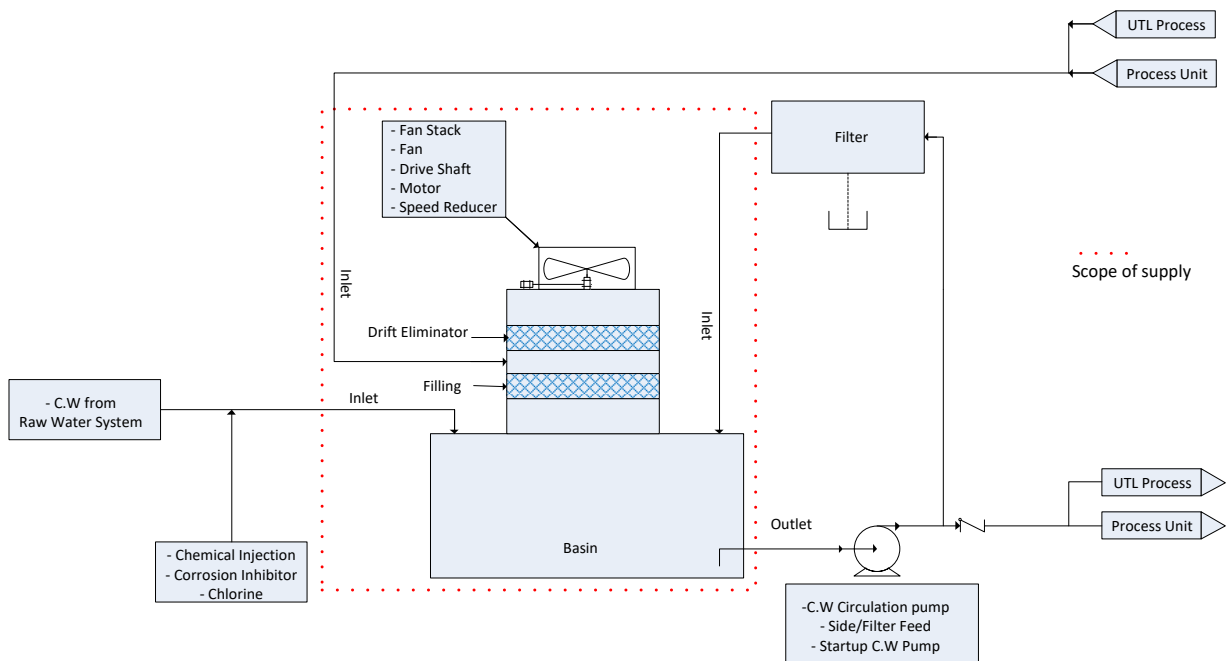 UTL Process
Process Unit
- Fan Stack
- Fan
- Drive Shaft
- Motor
- Speed Reducer
Filter
Scope of supply
Inlet
Inlet
Drift Eliminator
Filling
- C.W from
Raw Water System
Inlet
- Chemical Injection
- Corrosion Inhibitor
- Chlorine
Basin
Outlet
UTL Process
Process Unit
-C.W Circulation pump
- Side/Filter Feed
- Startup C.W Pump